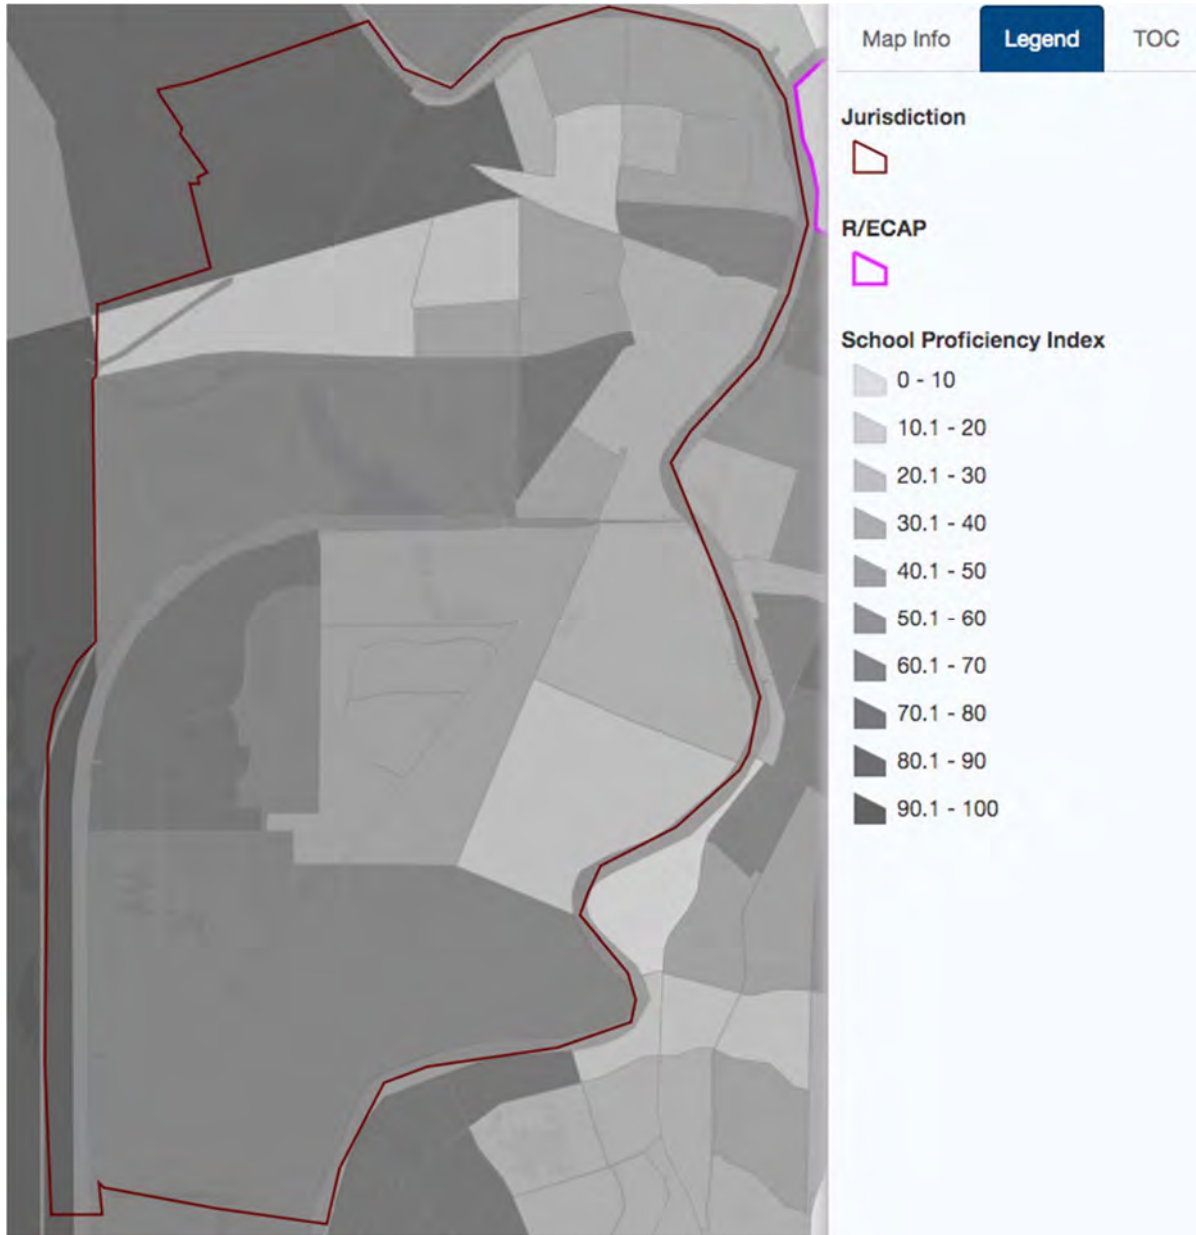 Map Info Legend TOC
Jurisdiction
R/ECAP
School Proficiency Index
0 - 10
10.1 - 20
20.1 - 30
30.1 - 40
40.1 - 50
50.1 - 60
60.1 - 70
70.1 - 80
80.1 - 90
90.1 - 100